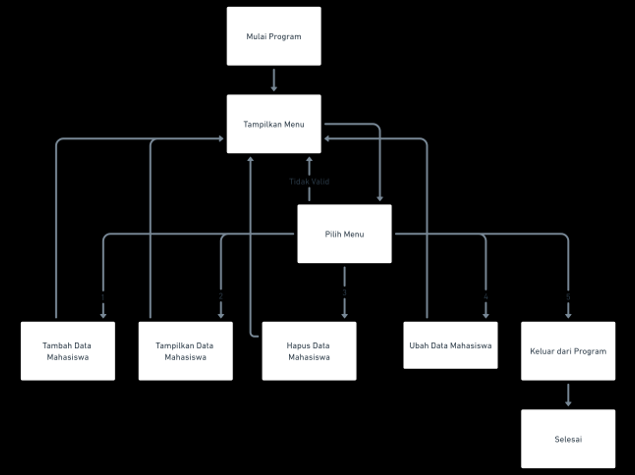 Mulai Program
Tampilkan Menu
Tidak Valid
Pilih Menu
1
2
3
4
5
Tambah Data
Mahasiswa
Tampilkan Data
Mahasiswa
Hapus Data
Mahasiswa
Ubah Data Mahasiswa
Keluar dari Program
Selesai